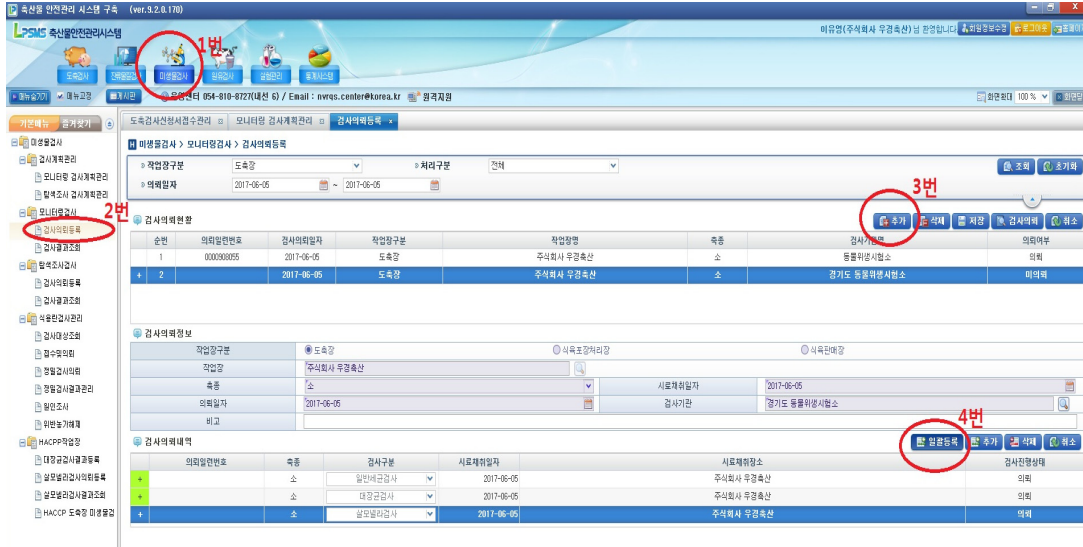 축산물 안전관리 시스템 구축 (ver.9.2.0.170)
LPSMS 축산물안전관리시스템
이유영(주식회사 우경축산)님 환영합니다 회원정보수정 로그아웃
1번
도축검사 미생물검사 원유검사 실험관리 통계시스템
메뉴숨기기 메뉴고정 게시판 운영센터 054-810-8727(내선 6) / Email : nvrqs.center@korea.kr 원격지원 화면확대 100 %
기본메뉴 즐겨찾기
도축검사신청서접수관리 모니터링 검사계획관리 검사의뢰등록
미생물검사
검사계획관리
모니터링 검사계획관리
탐색조사 검사계획관리
모니터링검사
2번
검사의뢰등록
검사결과조회
탐색조사검사
검사의뢰등록
검사결과조회
식용란검사관리
검사대상조회
접수및의뢰
정밀검사의뢰
정밀검사결과관리
원인조사
위반농가해제
HACCP작업장
대장균검사결과등록
살모넬라검사의뢰등록
살모넬라검사결과조회
HACCP 도축장 미생물검
미생물검사 > 모니터링검사 > 검사의뢰등록
작업장구분 도축장 처리구분 전체 조회 초기화
의뢰일자 2017-06-05 ~ 2017-06-05
3번
검사의뢰현황 추가 삭제 저장 검사의뢰 취소
순번 의뢰일련번호 검사의뢰일자 작업장구분 작업장명 축종 검사기관명 의뢰여부
1 0000908055 2017-06-05 도축장 주식회사 우경축산 소 동물위생시험소 의뢰
+ 2 2017-06-05 도축장 주식회사 우경축산 소 경기도 동물위생시험소 미의뢰
검사의뢰정보
작업장구분 도축장 식육포장처리장 식육판매장
작업장 *주식회사 우경축산
축종 *소 시료채취일자 *2017-06-05
의뢰일자 *2017-06-05 검사기관 *경기도 동물위생시험소
비고
4번
검사의뢰내역 일괄등록 추가 삭제 취소
의뢰일련번호 축종 검사구분 시료채취일자 시료채취장소 검사진행상태
+ 소 일반세균검사 2017-06-05 주식회사 우경축산 의뢰
+ 소 대장균검사 2017-06-05 주식회사 우경축산 의뢰
+ 소 살모넬라검사 2017-06-05 주식회사 우경축산 의뢰